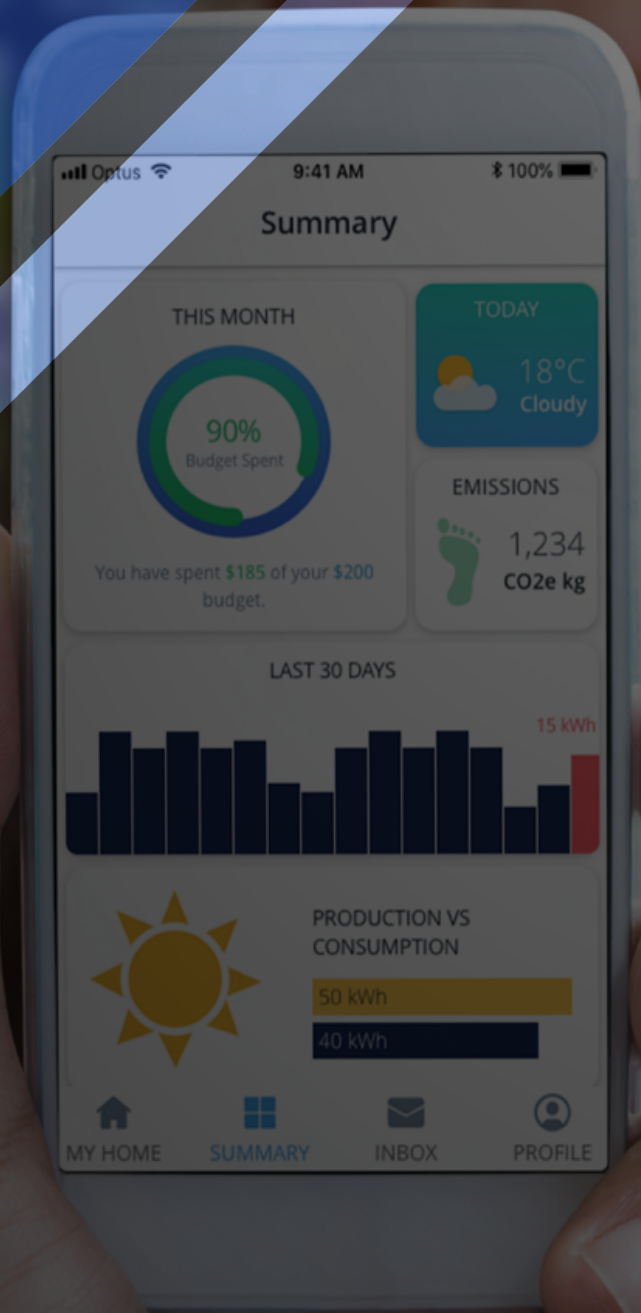 Optus 9:41 AM 100%
Summary
THIS MONTH
90%
Budget Spent
You have spent $185 of your $200
budget.
TODAY
18°C
Cloudy
EMISSIONS
1,234
CO2e kg
LAST 30 DAYS
15 kWh
PRODUCTION VS
CONSUMPTION
50 kWh
40 kWh
MY HOME SUMMARY INBOX PROFILE